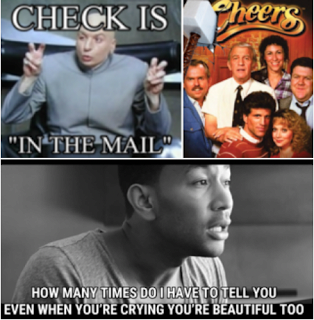 CHECK IS
"IN THE MAIL"
Cheers
HOW MANY TIMES DO I HAVE TO TELL YOU
EVEN WHEN YOU'RE CRYING YOU'RE BEAUTIFUL TOO